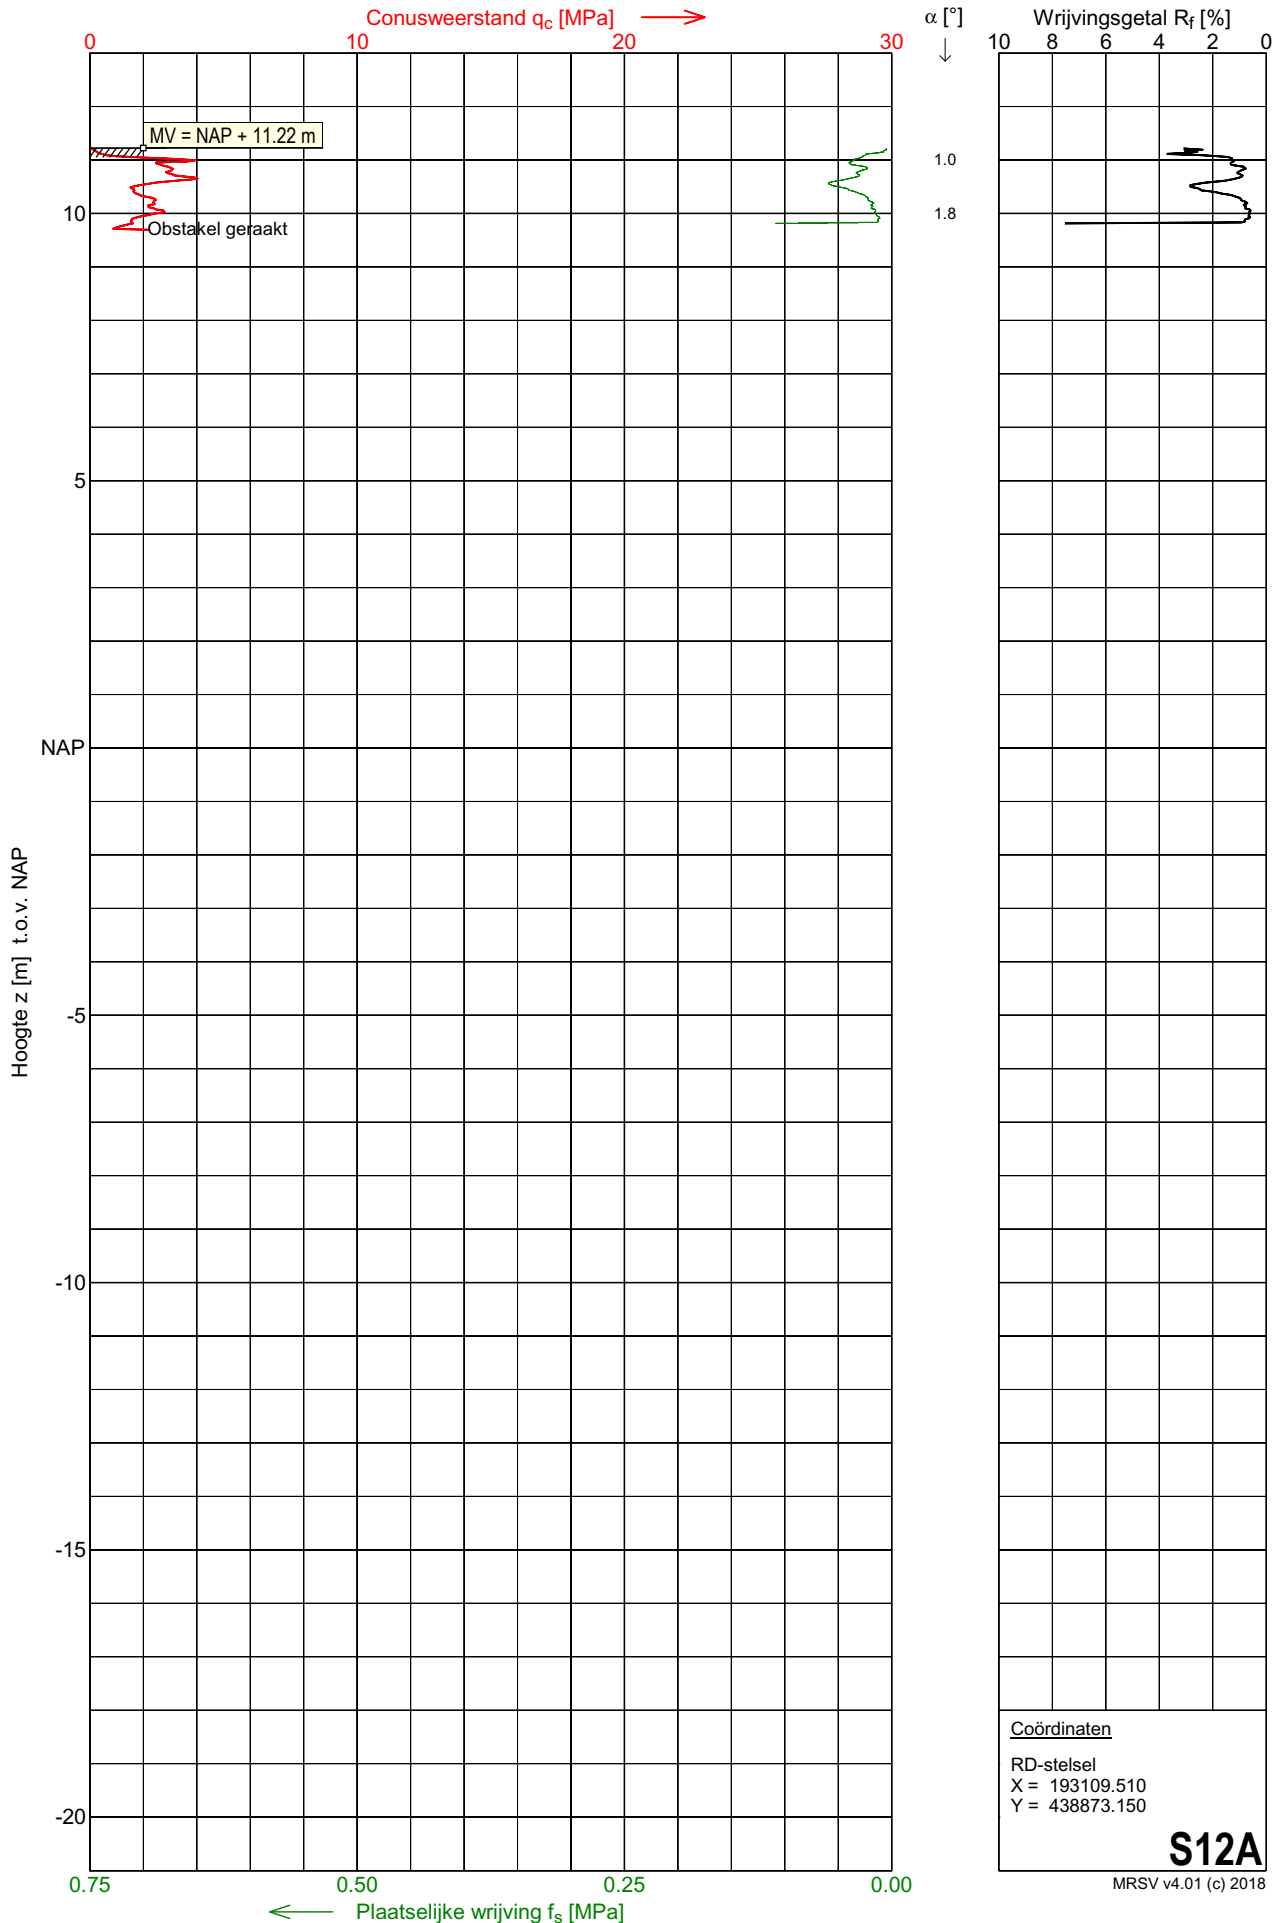 Conusweerstand qc [MPa]
α [°]
Wrijvingsgetal Rf [%]
0 10 20 30
10 8 6 4 2 0
MV = NAP + 11.22 m
1.0
10
1.8
Obstakel geraakt
5
NAP
Hoogte z [m] t.o.v. NAP
-5
-10
-15
-20
Coördinaten
RD-stelsel
X = 193109.510
Y = 438873.150
S12A
MRSV v4.01 (c) 2018
0.75 0.50 0.25 0.00
Plaatselijke wrijving fs [MPa]